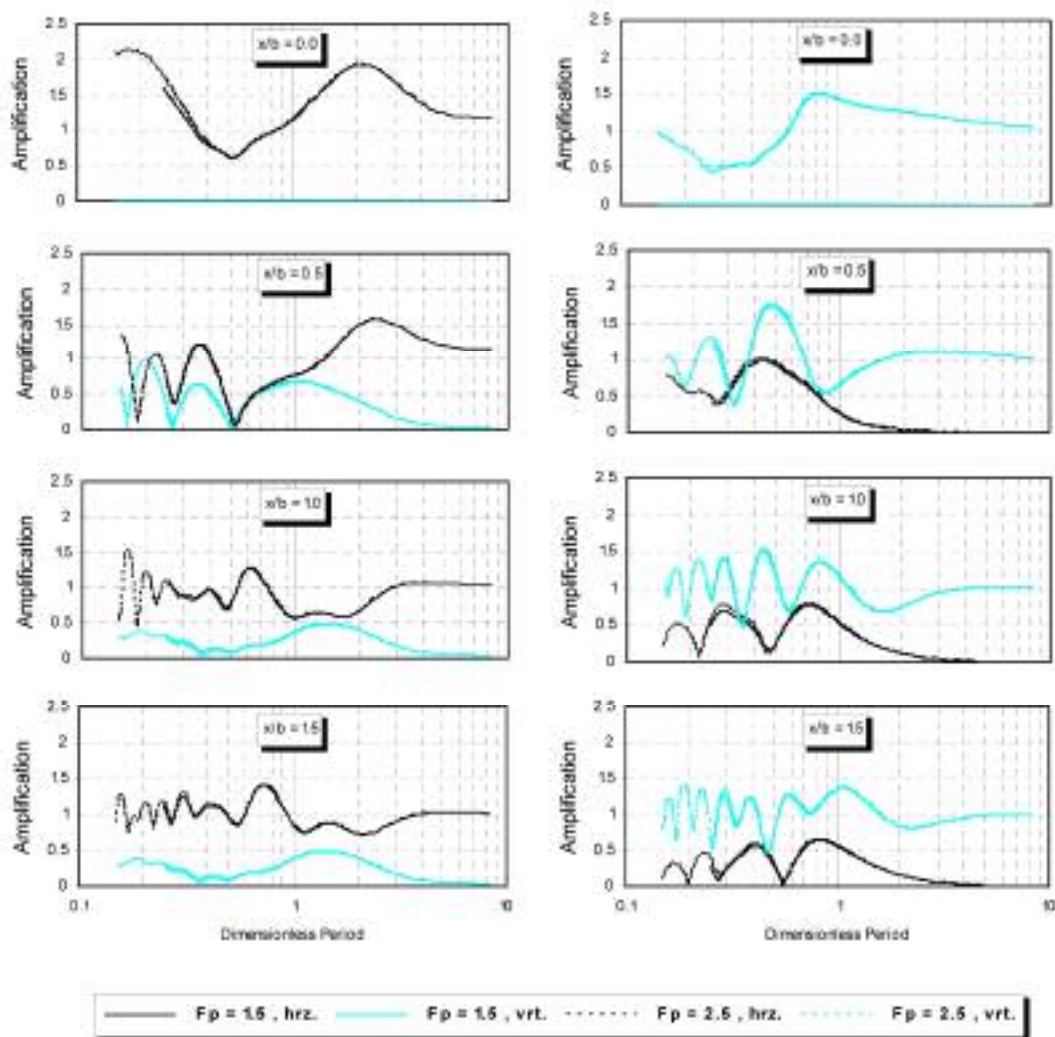 2.5
2
1.5
1
0.5
0
Amplification
x/b = 0.0
2.5
2
1.5
1
0.5
0
Amplification
x/b = 0.0
2.5
2
1.5
1
0.5
0
Amplification
x/b = 0.5
2.5
2
1.5
1
0.5
0
Amplification
x/b = 0.5
2.5
2
1.5
1
0.5
0
Amplification
x/b = 1.0
2.5
2
1.5
1
0.5
0
Amplification
x/b = 1.0
2.5
2
1.5
1
0.5
0
Amplification
x/b = 1.5
0.1 1 10
Dimensionless Period
2.5
2
1.5
1
0.5
0
Amplification
x/b = 1.5
0.1 1 10
Dimensionless Period
Fp = 1.5 , hrz. Fp = 1.5 , vrt. Fp = 2.5 , hrz. Fp = 2.5 , vrt.